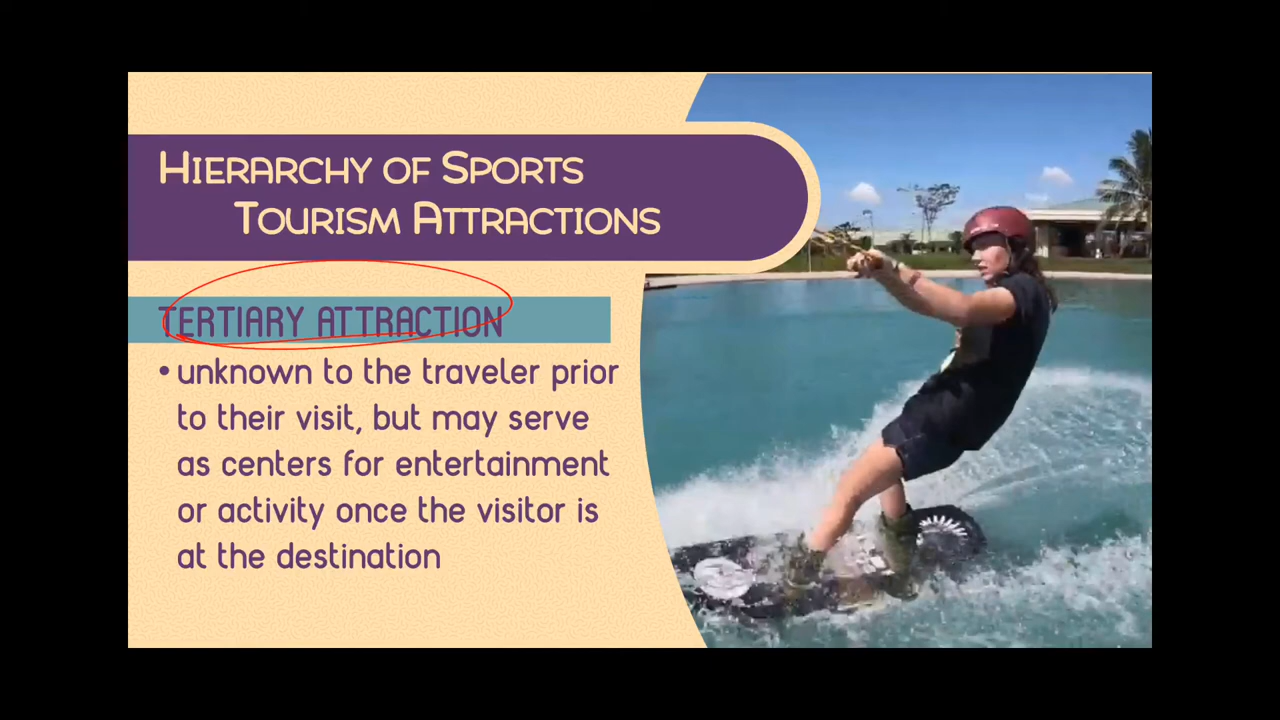 HIERARCHY OF SPORTS
TOURISM ATTRACTIONS
TERTIARY ATTRACTION
• unknown to the traveler prior
to their visit, but may serve
as centers for entertainment
or activity once the visitor is
at the destination